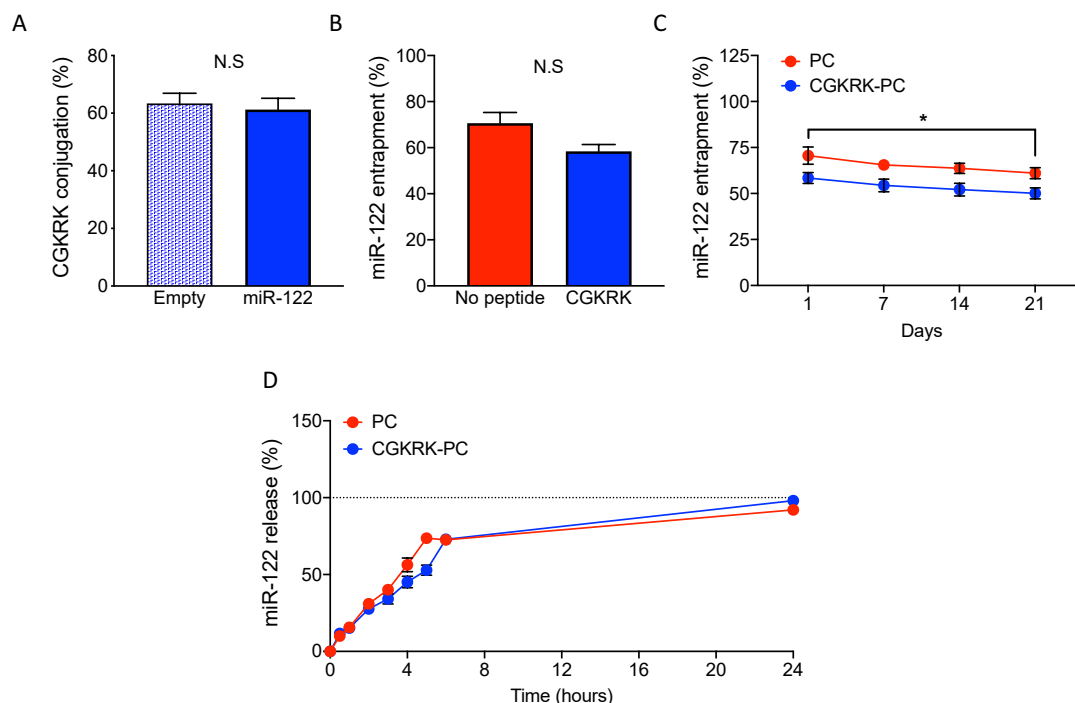 A
CGKRK conjugation (%)
80
60
40
20
0
N.S
Empty
miR-122
B
miR-122 entrapment (%)
100
80
60
40
20
0
N.S
No peptide
CGKRK
C
miR-122 entrapment (%)
125
100
75
50
25
0
PC
CGKRK-PC
*
1
7
14
21
Days
D
miR-122 release (%)
150
100
50
0
PC
CGKRK-PC
0
4
8
12
16
20
24
Time (hours)